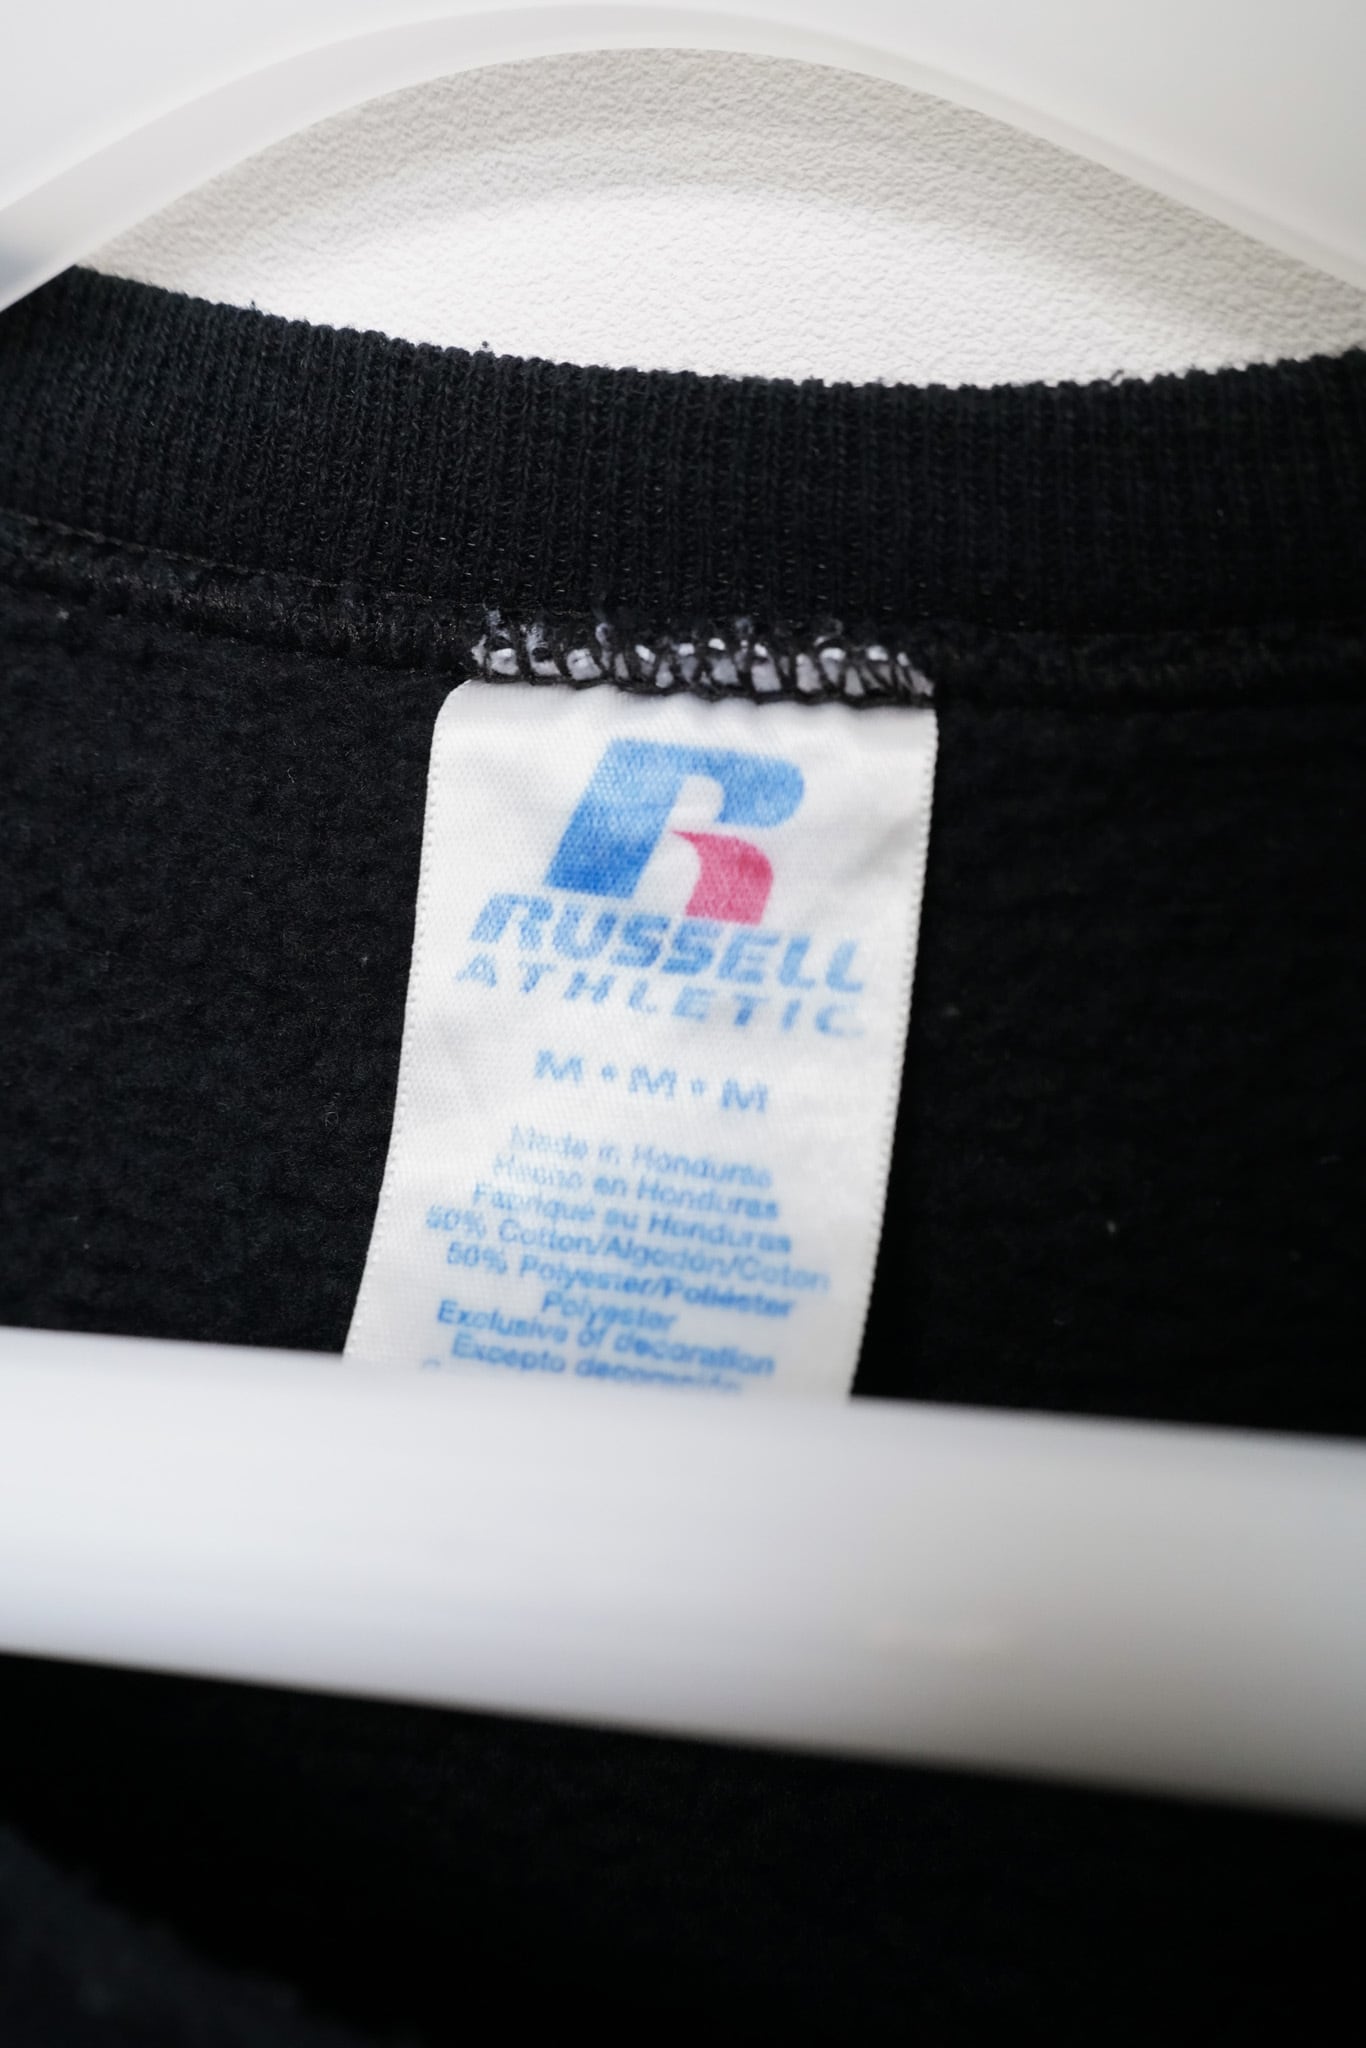 R
RUSSELL
ATHLETIC
M • M • M
Made in Honduras
Hecho en Honduras
Fabriqué au Honduras
50% Cotton/Algodón/Coton
50% Polyester/Poliéster
Polyester
Exclusive of decoration
Excepto decoración